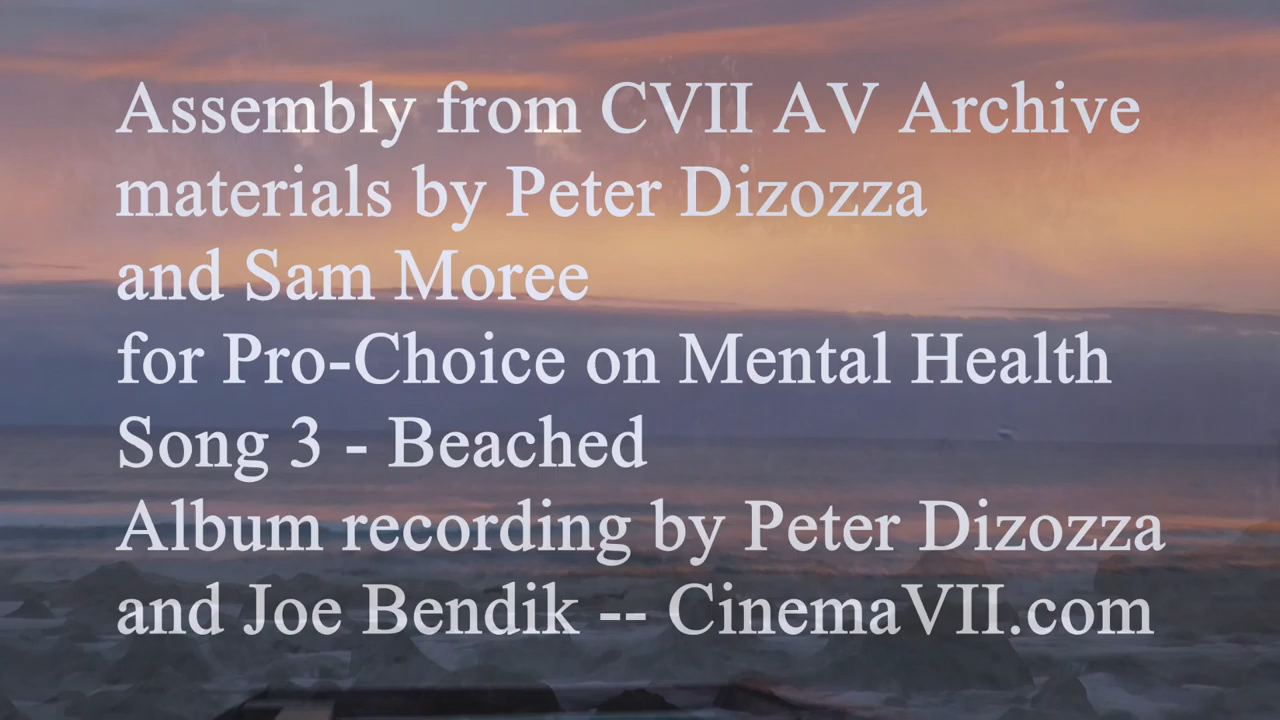 Assembly from CVII AV Archive
materials by Peter Dizozza
and Sam Moree
for Pro-Choice on Mental Health
Song 3 - Beached
Album recording by Peter Dizozza
and Joe Bendik -- CinemaVII.com